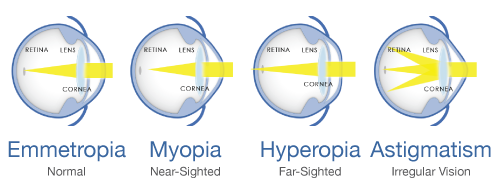 RETINA LENS
CORNEA
Emmetropia
Normal
RETINA LENS
CORNEA
Myopia
Near-Sighted
RETINA LENS
CORNEA
Hyperopia
Far-Sighted
RETINA LENS
CORNEA
Astigmatism
Irregular Vision